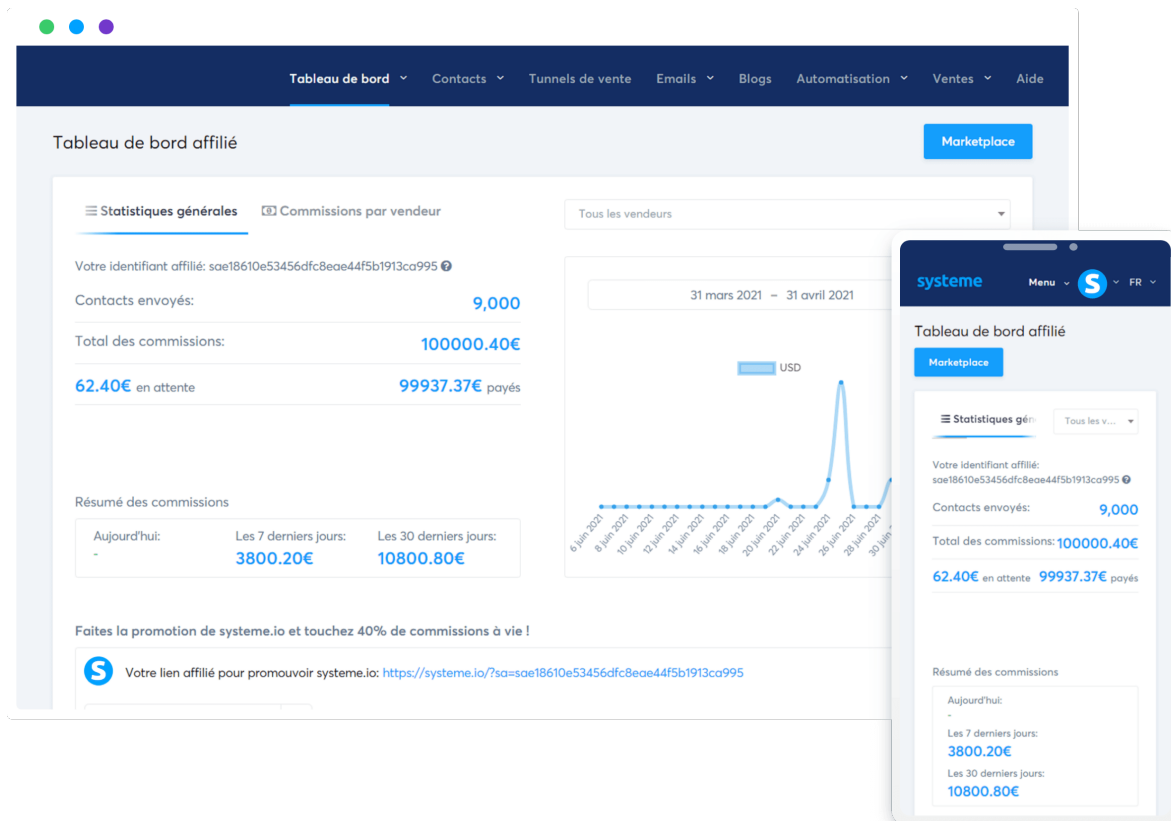 Tableau de bord Contacts Tunnels de vente Emails Blogs Automatisation Ventes Aide
Tableau de bord affilié
Marketplace
Statistiques générales Commissions par vendeur
Tous les vendeurs
Votre identifiant affilié: sae18610e53456dfc8eae44f5b1913ca995
Contacts envoyés: 9,000
Total des commissions: 100000.40€
62.40€ en attente 99937.37€ payés
31 mars 2021 – 31 avril 2021
USD
6 juin 2021 8 juin 2021 10 juin 2021 12 juin 2021 14 juin 2021 16 juin 2021 18 juin 2021 20 juin 2021 22 juin 2021 24 juin 2021 26 juin 2021 28 juin 2021 30 juin
Résumé des commissions
Aujourd'hui: Les 7 derniers jours: Les 30 derniers jours:
- 3800.20€ 10800.80€
Faites la promotion de systeme.io et touchez 40% de commissions à vie !
S Votre lien affilié pour promouvoir systeme.io: https://systeme.io/?sa=sae18610e53456dfc8eae44f5b1913ca995
systeme Menu S FR
Tableau de bord affilié
Marketplace
Statistiques gén Tous les v...
Votre identifiant affilié:
sae18610e53456dfc8eae44f5b1913ca995
Contacts envoyés: 9,000
Total des commissions: 100000.40€
62.40€ en attente 99937.37€ payés
Résumé des commissions
Aujourd'hui:
-
Les 7 derniers jours:
3800.20€
Les 30 derniers jours:
10800.80€